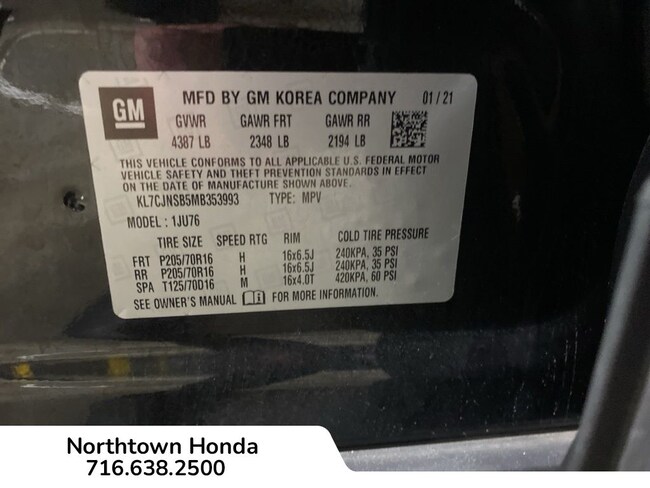 GM
MFD BY GM KOREA COMPANY 01/21
GVWR GAWR FRT GAWR RR
4387 LB 2348 LB 2194 LB
THIS VEHICLE CONFORMS TO ALL APPLICABLE U.S. FEDERAL MOTOR
VEHICLE SAFETY AND THEFT PREVENTION STANDARDS IN EFFECT
ON THE DATE OF MANUFACTURE SHOWN ABOVE.
KL7CJNSB5MB353993 TYPE: MPV
MODEL: 1JU76
TIRE SIZE SPEED RTG RIM COLD TIRE PRESSURE
FRT P205/70R16 H 16x6.5J 240KPA, 35 PSI
RR P205/70R16 H 16x6.5J 240KPA, 35 PSI
SPA T125/70D16 M 16x4.0T 420KPA, 60 PSI
SEE OWNER'S MANUAL FOR MORE INFORMATION.
Northtown Honda
716.638.2500